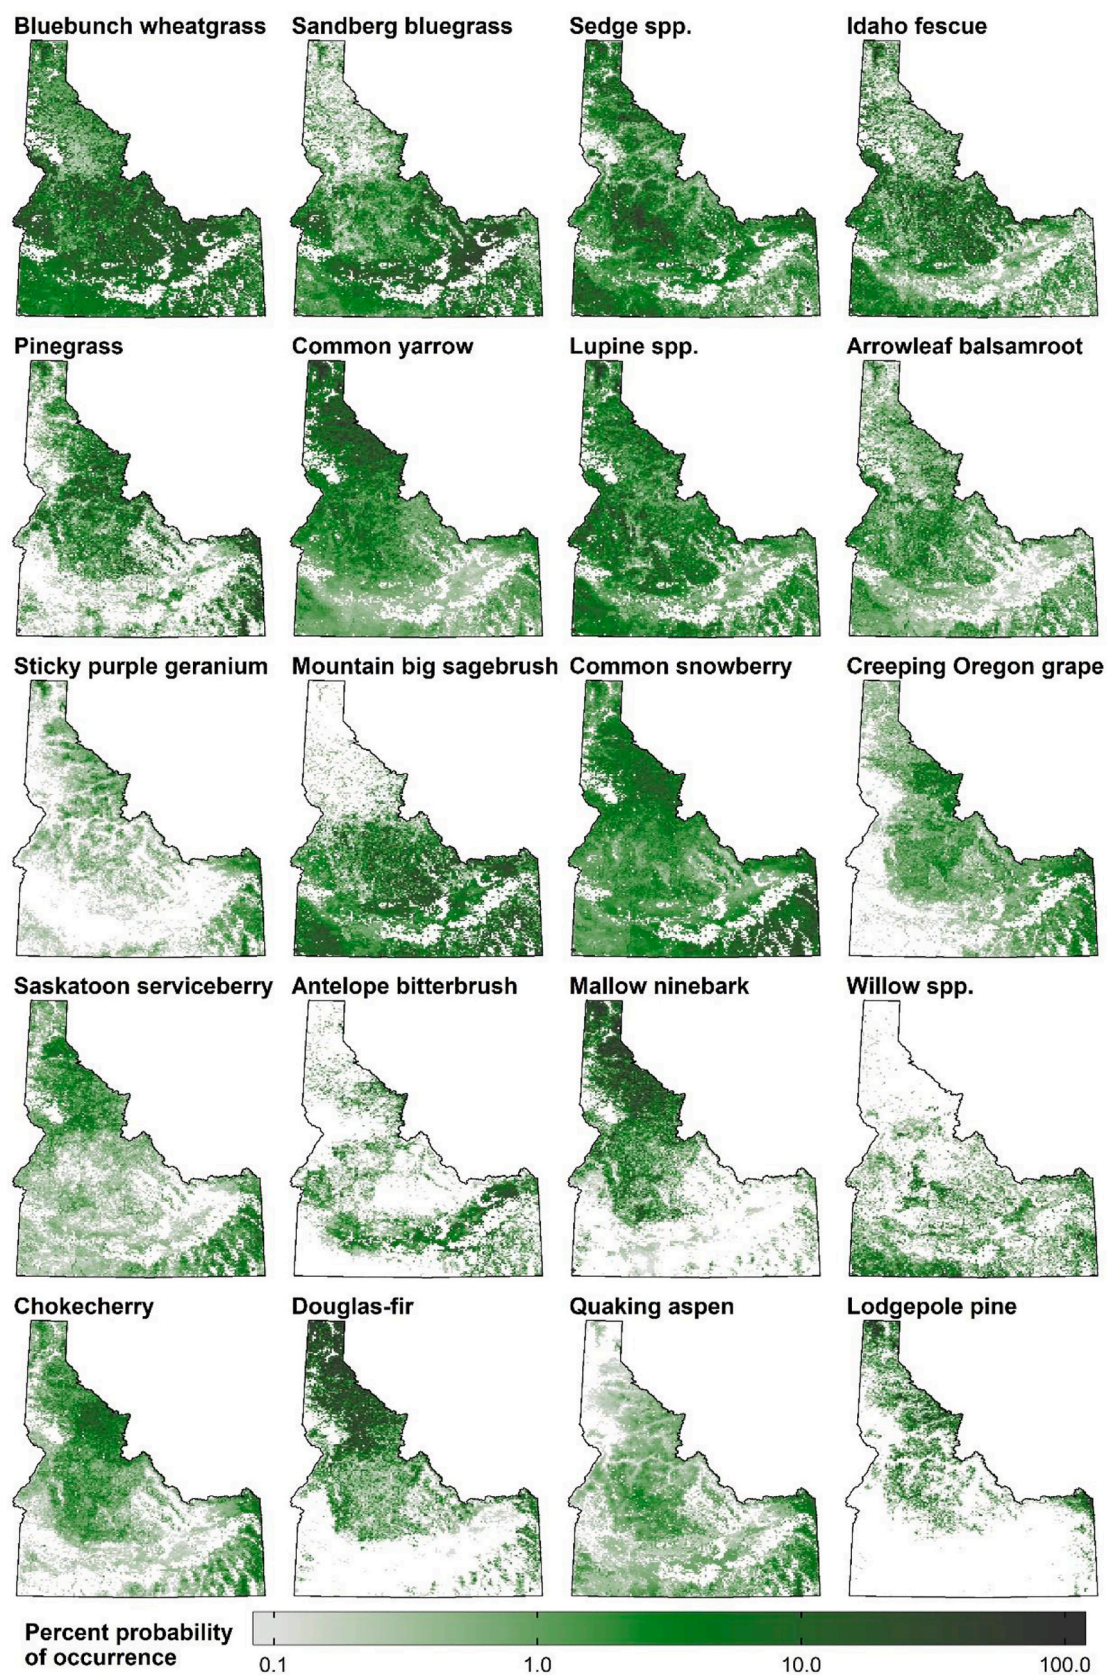 Bluebunch wheatgrass
Sandberg bluegrass
Sedge spp.
Idaho fescue
Pinegrass
Common yarrow
Lupine spp.
Arrowleaf balsamroot
Sticky purple geranium
Mountain big sagebrush
Common snowberry
Creeping Oregon grape
Saskatoon serviceberry
Antelope bitterbrush
Mallow ninebark
Willow spp.
Chokecherry
Douglas-fir
Quaking aspen
Lodgepole pine
Percent probability
of occurrence
0.1
1.0
10.0
100.0